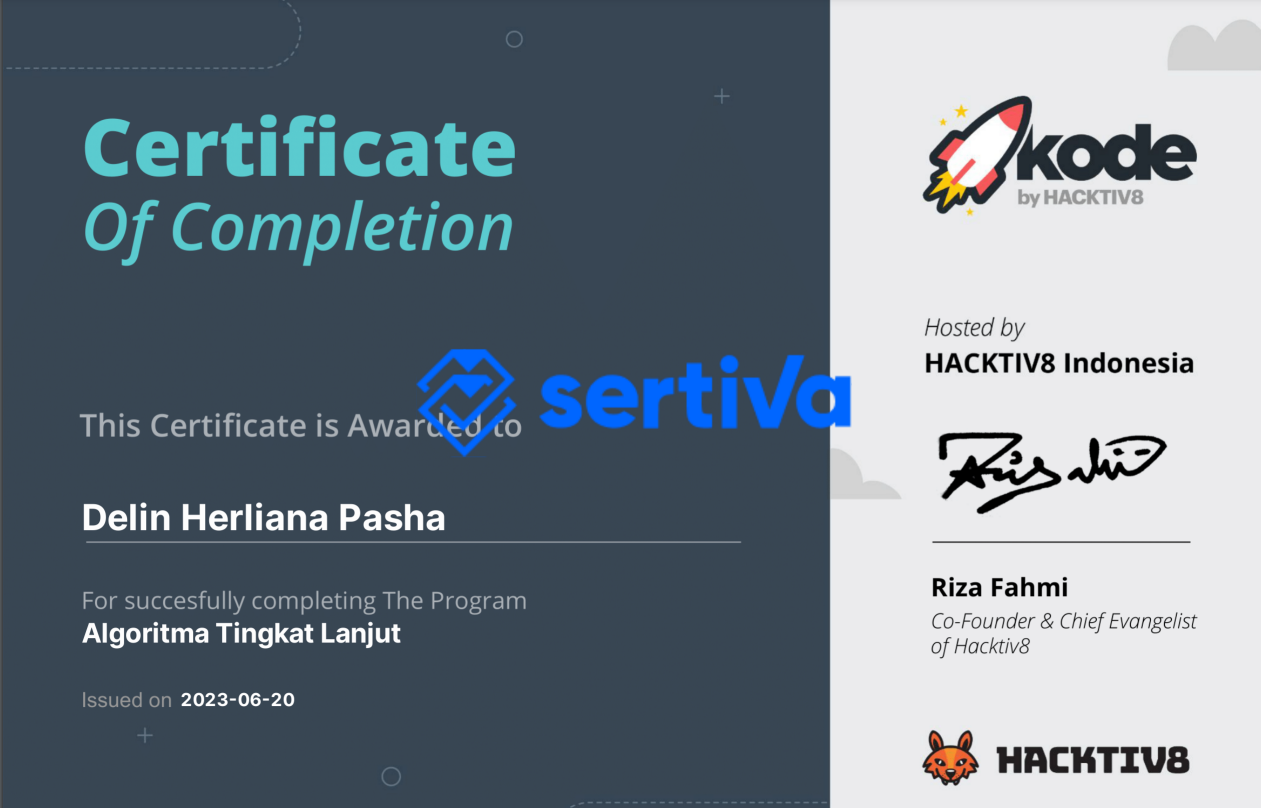 Certificate
Of Completion
This Certificate is Awarded to
Delin Herliana Pasha
For succesfully completing The Program
Algoritma Tingkat Lanjut
Issued on 2023-06-20
sertiva
kode
by HACKTIV8
Hosted by
HACKTIV8 Indonesia
Riza Fahmi
Co-Founder & Chief Evangelist
of Hacktiv8
HACKTIV8